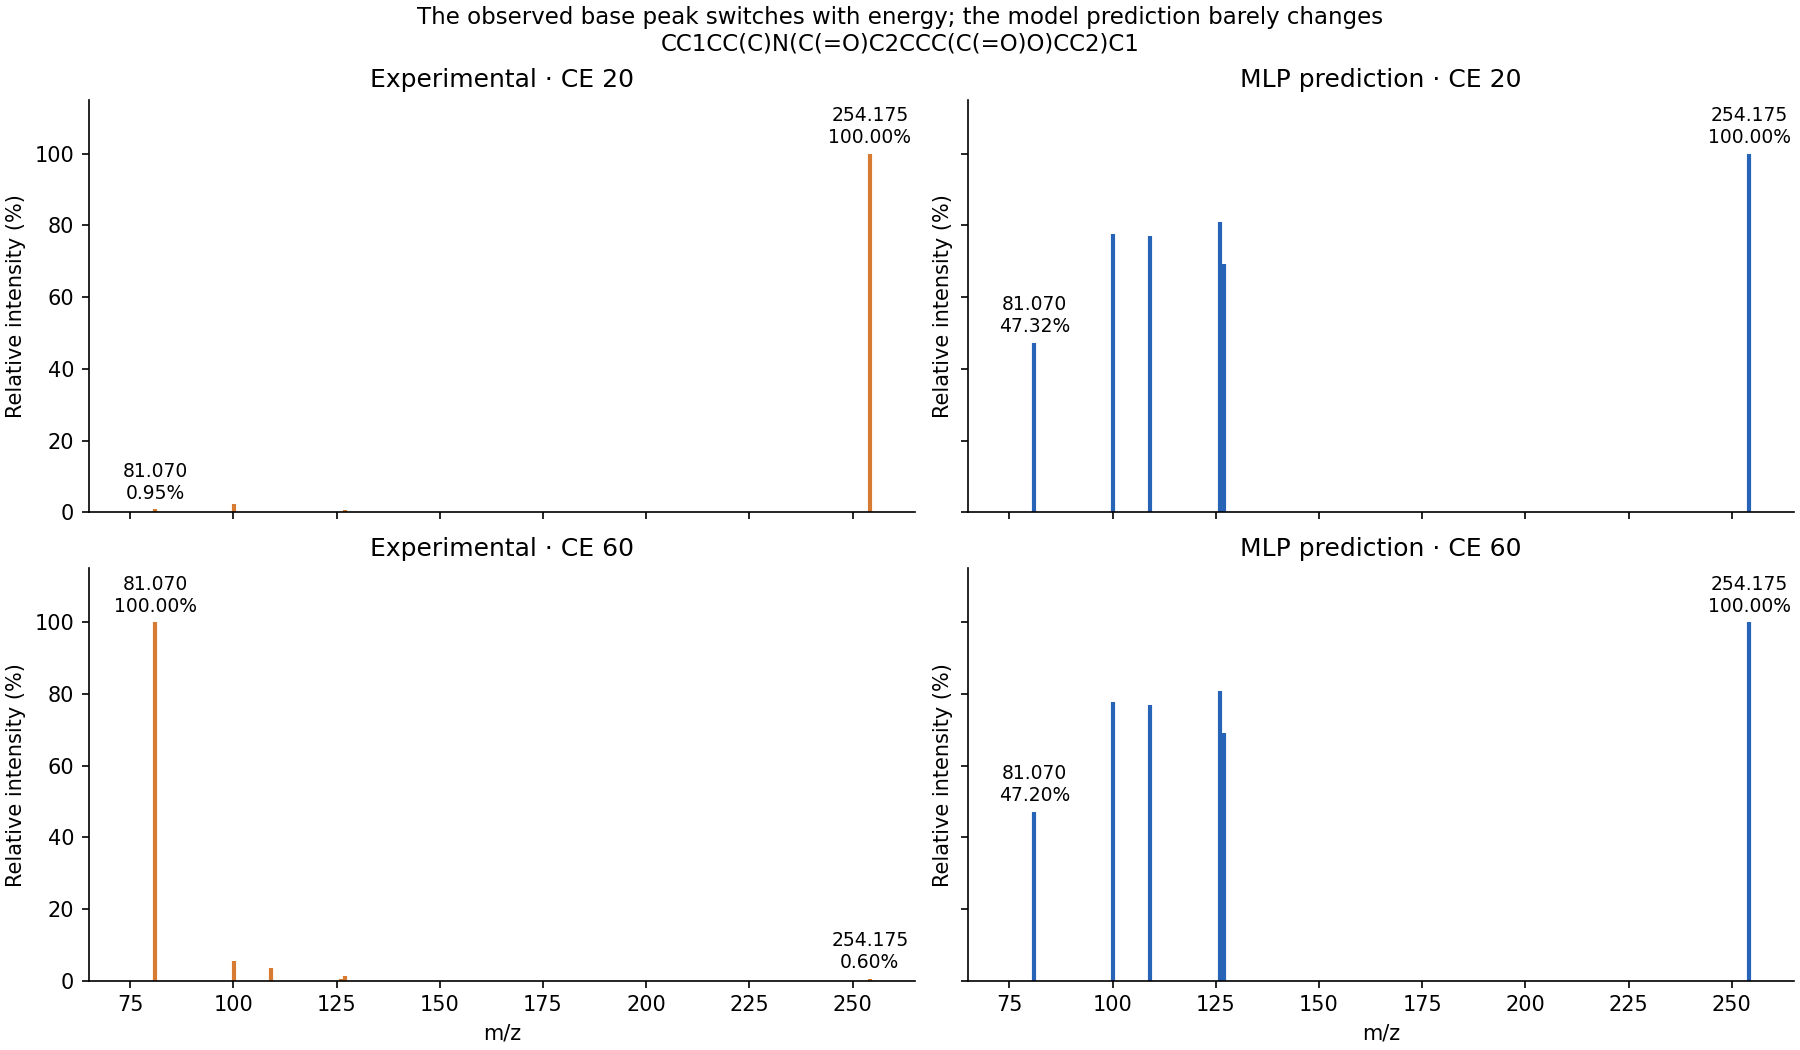 The observed base peak switches with energy; the model prediction barely changes
CC1CC(C)N(C(=O)C2CCC(C(=O)O)CC2)C1
Experimental · CE 20
254.175
100.00%
100
80
60
40
20
0
Relative intensity (%)
81.070
0.95%
MLP prediction · CE 20
254.175
100.00%
Relative intensity (%)
81.070
47.32%
Experimental · CE 60
81.070
100.00%
100
80
60
40
20
0
Relative intensity (%)
254.175
0.60%
75 100 125 150 175 200 225 250
m/z
MLP prediction · CE 60
254.175
100.00%
Relative intensity (%)
81.070
47.20%
75 100 125 150 175 200 225 250
m/z